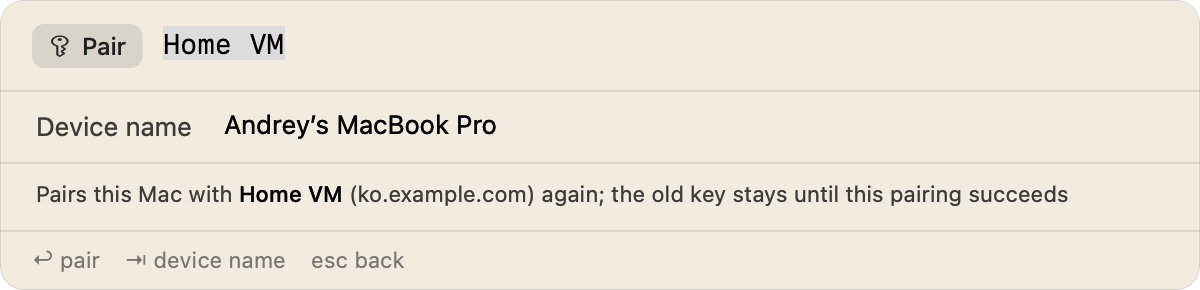 Pair Home VM
Device name Andrey’s MacBook Pro
Pairs this Mac with Home VM (ko.example.com) again; the old key stays until this pairing succeeds
↩ pair ⇥ device name esc back